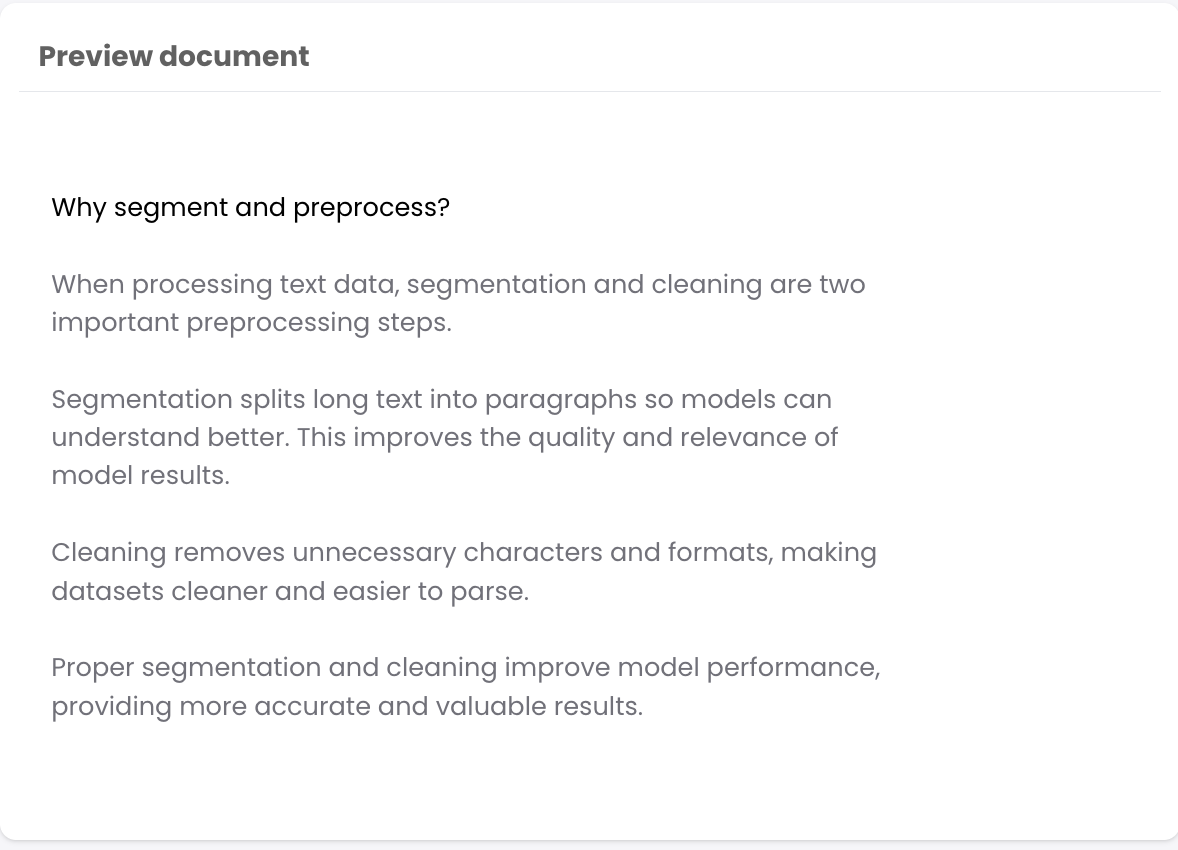 Preview document
Why segment and preprocess?
When processing text data, segmentation and cleaning are two
important preprocessing steps.
Segmentation splits long text into paragraphs so models can
understand better. This improves the quality and relevance of
model results.
Cleaning removes unnecessary characters and formats, making
datasets cleaner and easier to parse.
Proper segmentation and cleaning improve model performance,
providing more accurate and valuable results.